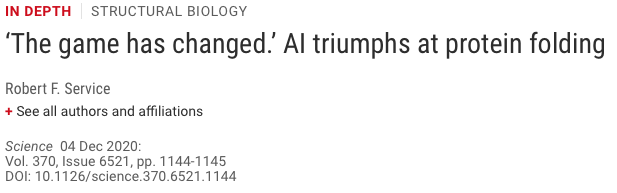 IN DEPTH | STRUCTURAL BIOLOGY
‘The game has changed.’ AI triumphs at protein folding
Robert F. Service
+ See all authors and affiliations
Science 04 Dec 2020:
Vol. 370, Issue 6521, pp. 1144-1145
DOI: 10.1126/science.370.6521.1144